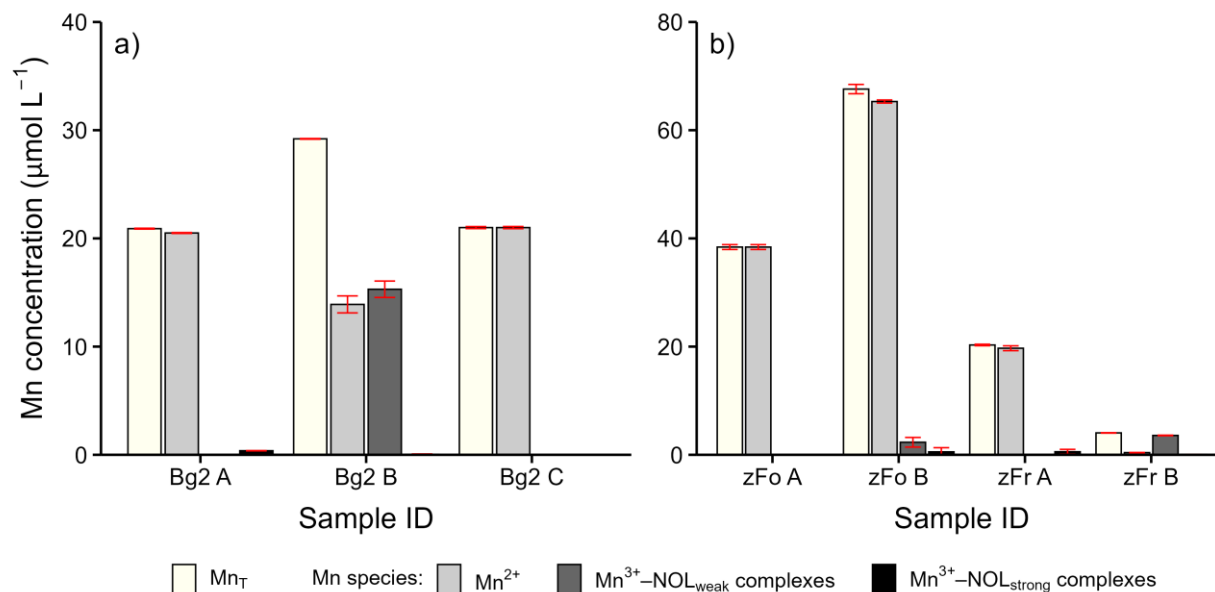 a)
Mn concentration (μmol L⁻¹)
40
30
20
10
0
Bg2 A Bg2 B Bg2 C
Sample ID
b)
80
60
40
20
0
zFo A zFo B zFr A zFr B
Sample ID
Mn_T Mn species: Mn²⁺ Mn³⁺–NOL_weak complexes Mn³⁺–NOL_strong complexes